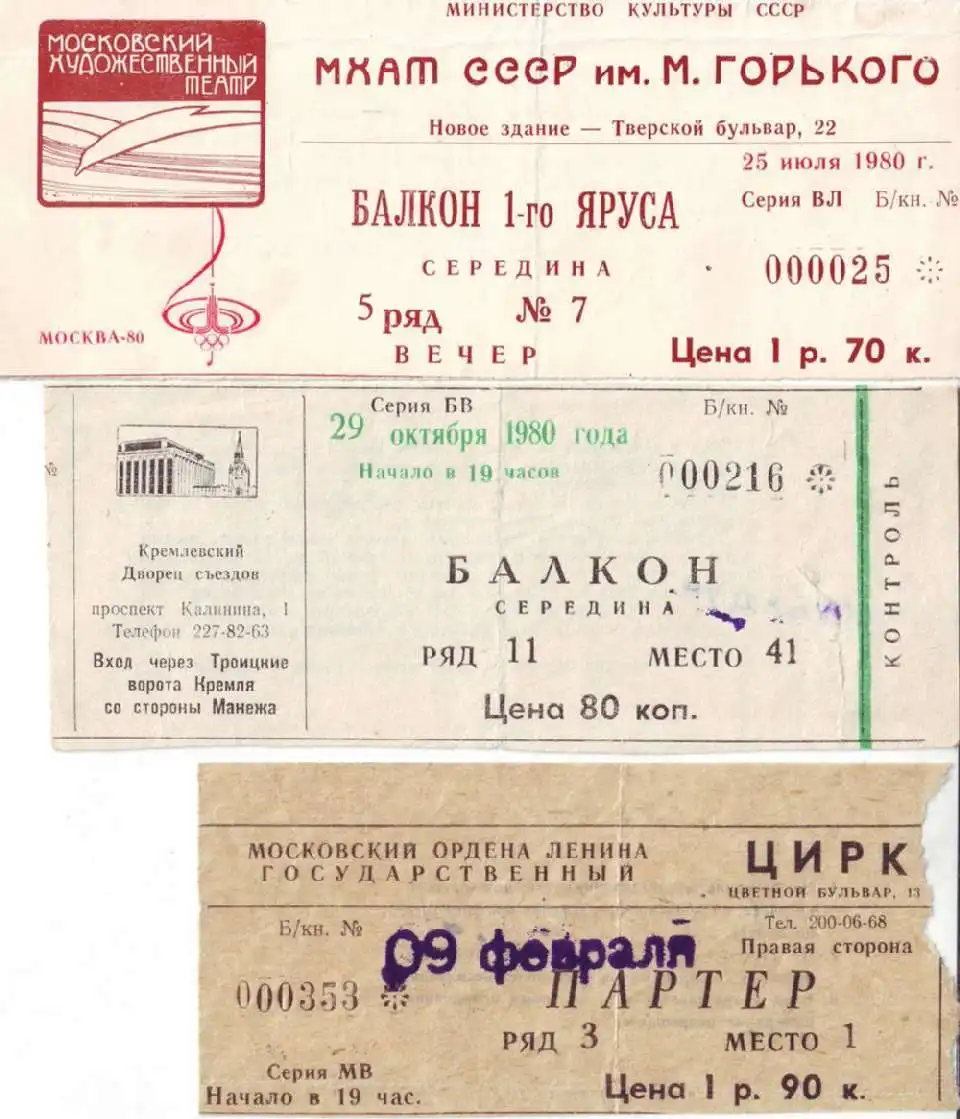 МИНИСТЕРСТВО КУЛЬТУРЫ СССР
МОСКОВСКИЙ
ХУДОЖЕСТВЕННЫЙ
ТЕАТР
МХАТ СССР им. М. ГОРЬКОГО
Новое здание — Тверской бульвар, 22
25 июля 1980 г.
БАЛКОН 1-го ЯРУСА
Серия ВЛ Б/кн. №
СЕРЕДИНА
000025
5 ряд № 7
МОСКВА-80
ВЕЧЕР
Цена 1 р. 70 к.
№
Серия БВ
29 октября 1980 года
Начало в 19 часов
Б/кн. №
000216
Кремлевский
Дворец съездов
проспект Калинина, 1
Телефон 227-82-63
Вход через Троицкие
ворота Кремля
со стороны Манежа
БАЛКОН
СЕРЕДИНА
РЯД 11 МЕСТО 41
Цена 80 коп.
КОНТРОЛЬ
МОСКОВСКИЙ ОРДЕНА ЛЕНИНА
ГОСУДАРСТВЕННЫЙ
ЦИРК
ЦВЕТНОЙ БУЛЬВАР, 13
Б/кн. №
Тел. 200-06-68
Правая сторона
09 февраля
000353
ПАРТЕР
РЯД 3 МЕСТО 1
Серия МВ
Начало в 19 час.
Цена 1 р. 90 к.